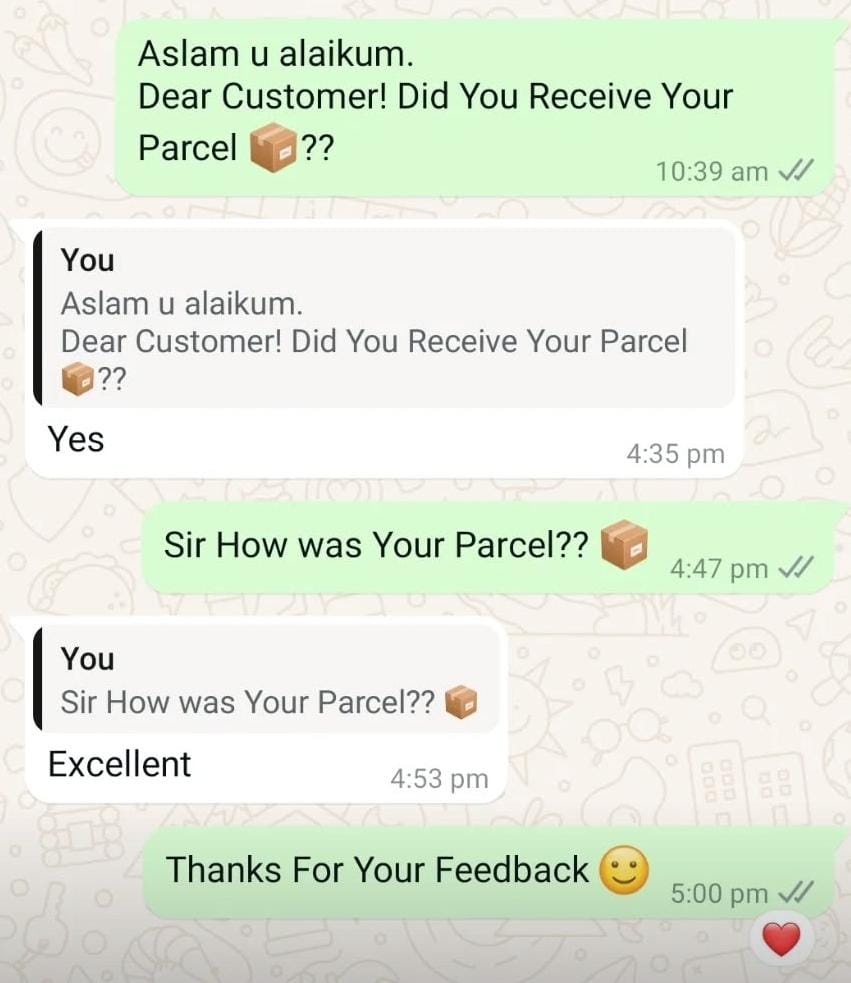 Aslam u alaikum.
Dear Customer! Did You Receive Your
Parcel 📦??
10:39 am
You
Aslam u alaikum.
Dear Customer! Did You Receive Your Parcel
📦??
Yes
4:35 pm
Sir How was Your Parcel?? 📦
4:47 pm
You
Sir How was Your Parcel?? 📦
Excellent
4:53 pm
Thanks For Your Feedback 🙂
5:00 pm
❤️